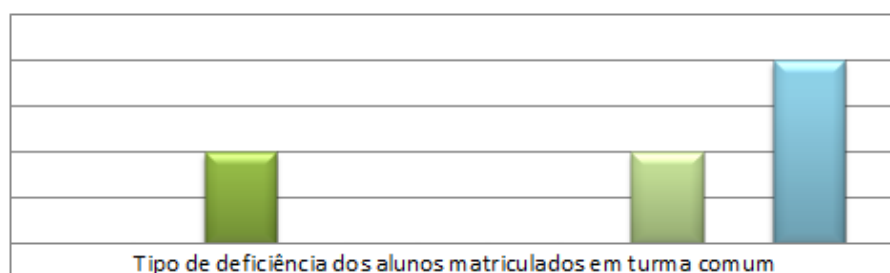 Tipo de deficiência dos alunos matriculados em turma comum